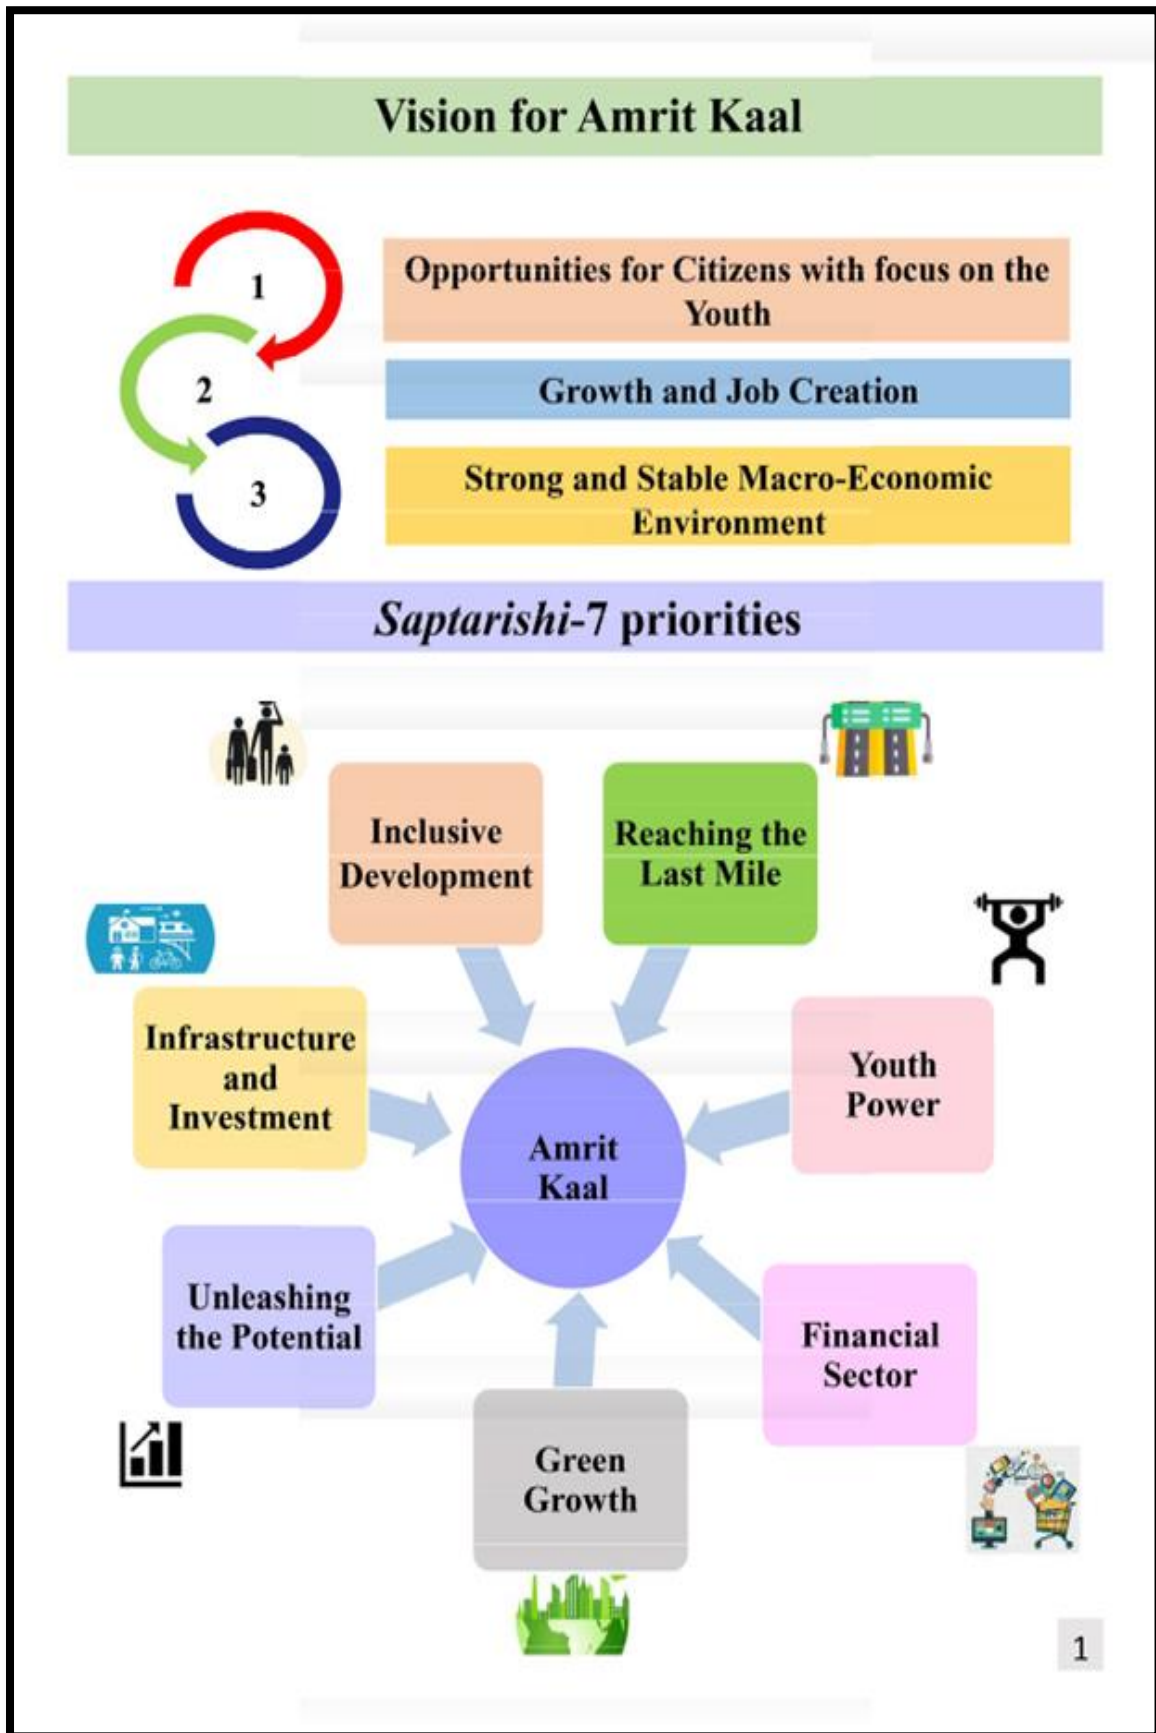 Vision for Amrit Kaal
1
Opportunities for Citizens with focus on the
Youth
2
Growth and Job Creation
3
Strong and Stable Macro-Economic
Environment
Saptarishi-7 priorities
Inclusive
Development
Reaching the
Last Mile
Infrastructure
and
Investment
Youth
Power
Amrit
Kaal
Unleashing
the Potential
Financial
Sector
Green
Growth
1